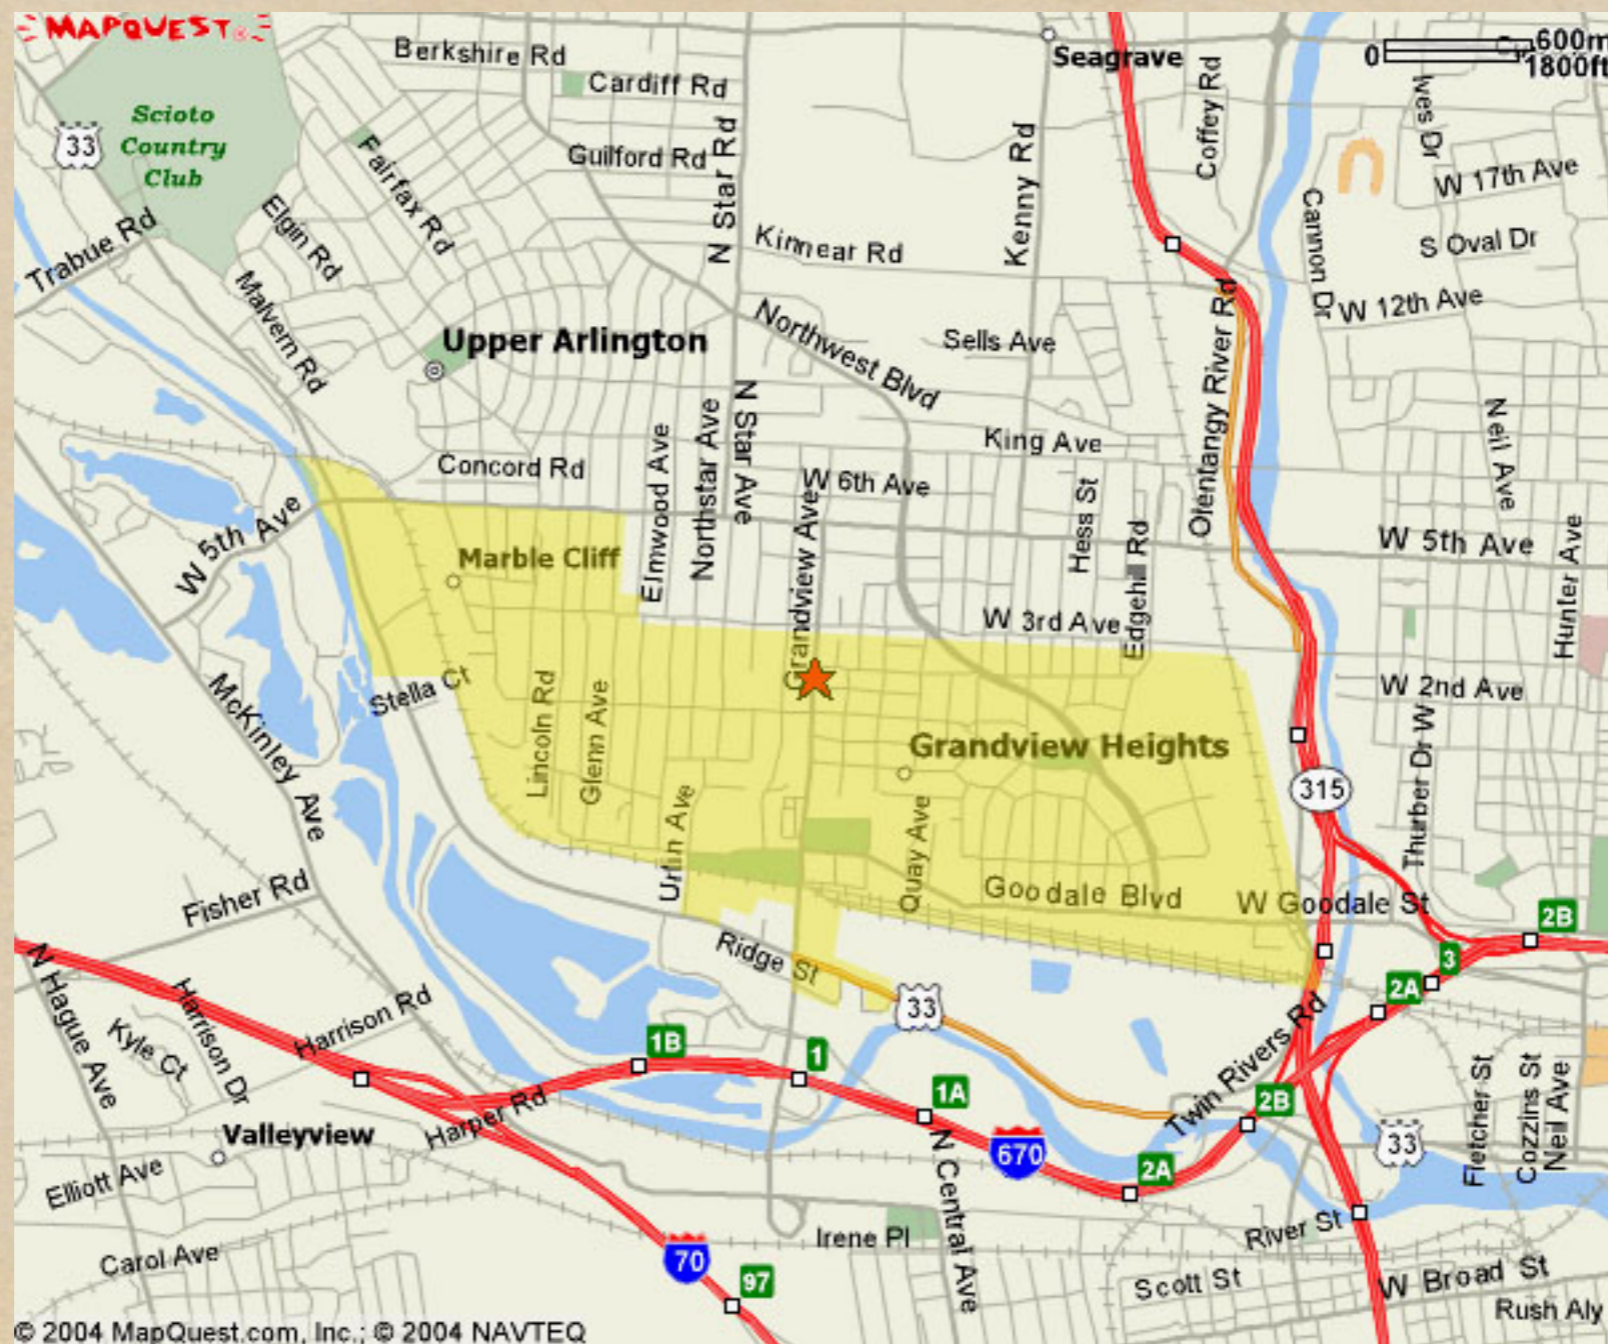 MAPQUEST
Berkshire Rd
Cardiff Rd
Seagrave
0
600m
1800ft
Scioto
Country
Club
33
Guilford Rd
Fairfax Rd
N Star Rd
Kenny Rd
Coffey Rd
Ives Dr
W 17th Ave
Trabue Rd
Elgin Rd
Malvern Rd
Kinnear Rd
Cannon Dr
S Oval Dr
W 12th Ave
Upper Arlington
Northwest Blvd
Sells Ave
Olentangy River Rd
Neil Ave
Concord Rd
Elmwood Ave
Northstar Ave
N Star Ave
King Ave
W 6th Ave
Hess St
Edgehill Rd
W 5th Ave
Marble Cliff
Grandview Ave
W 5th Ave
Hunter Ave
W 3rd Ave
Stella Ct
Lincoln Rd
Glenn Ave
W 2nd Ave
McKinley Ave
Grandview Heights
Thurber Dr W
315
Urlin Ave
Quay Ave
Goodale Blvd
W Goodale St
Fisher Rd
2B
Ridge St
33
3
2A
N Hague Ave
Harrison Dr
Kyle Ct
Harrison Rd
1B
1
1A
Twin Rivers Rd
2B
Fletcher St
Cozzins St
Neil Ave
Harper Rd
Valleyview
670
2A
33
Elliott Ave
N Central Ave
Carol Ave
Irene Pl
River St
70
97
Scott St
W Broad St
Rush Aly
© 2004 MapQuest.com, Inc.; © 2004 NAVTEQ